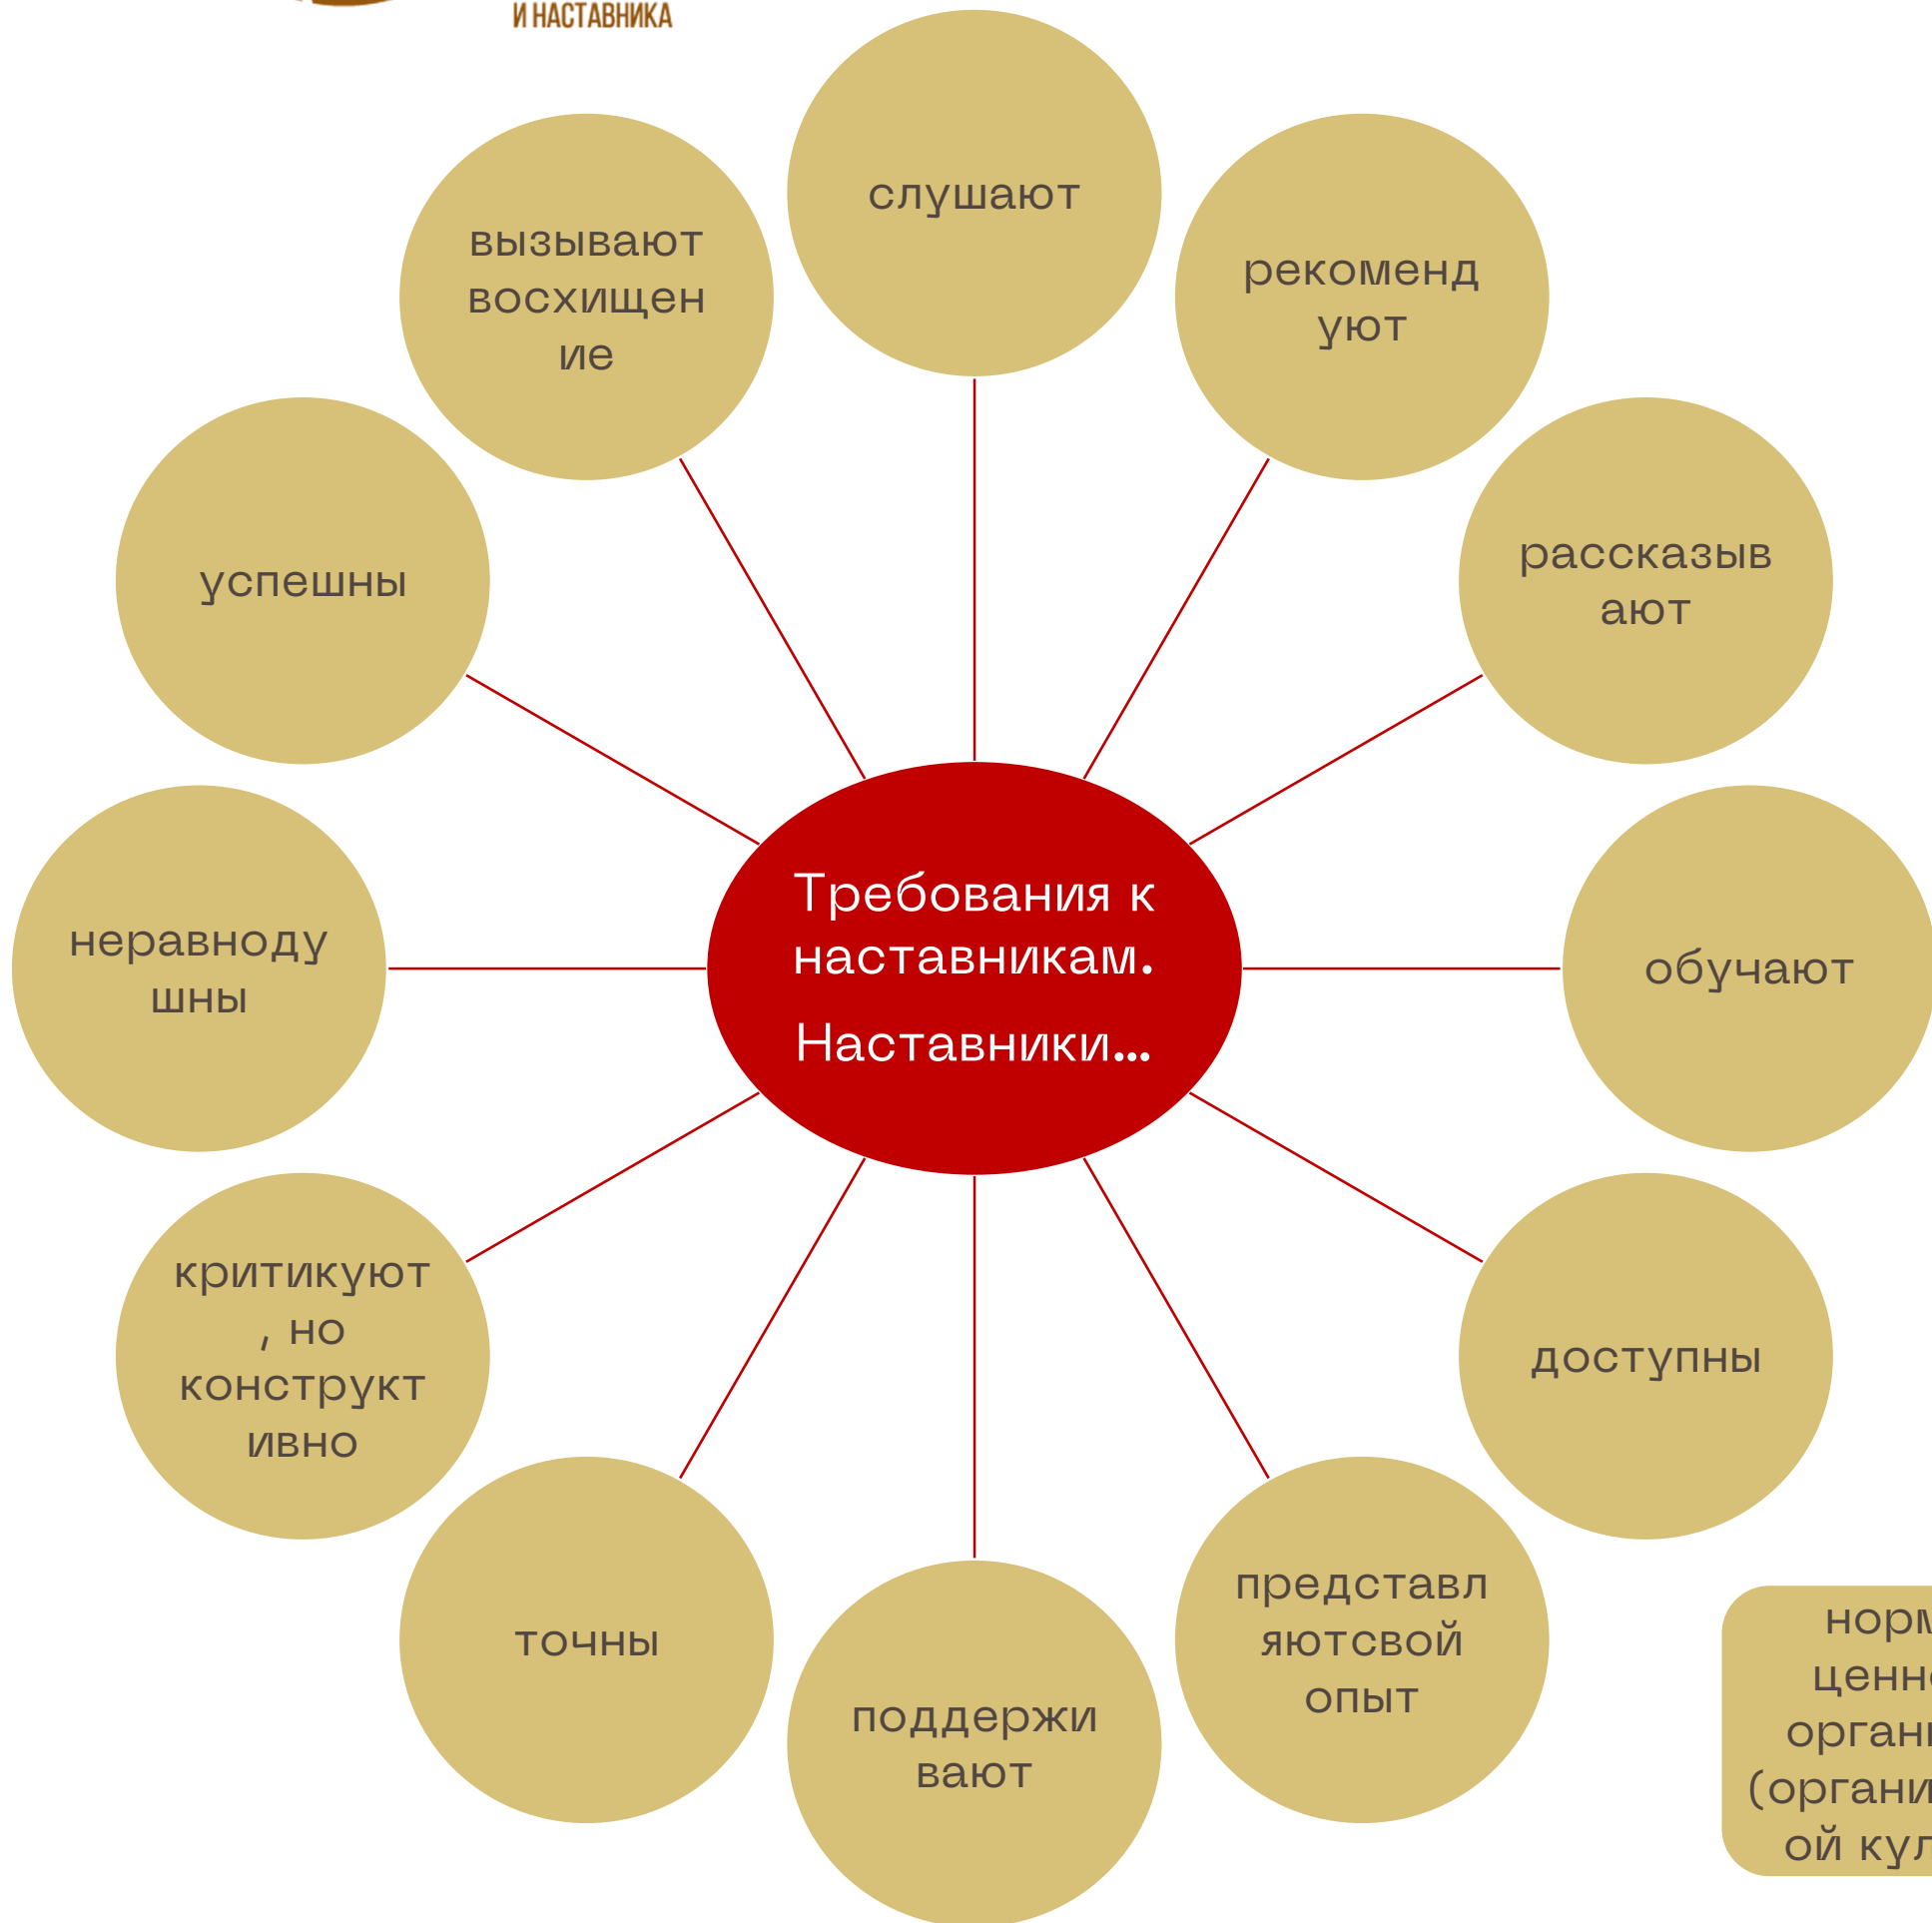 И НАСТАВНИКА
слушают
рекоменд
уют
рассказыв
ают
обучают
доступны
представл
яютсвой
опыт
поддержи
вают
точны
критикуют
, но
конструкт
ивно
неравноду
шны
успешны
вызывают
восхищен
ие
Требования к
наставникам.
Наставники...
ой